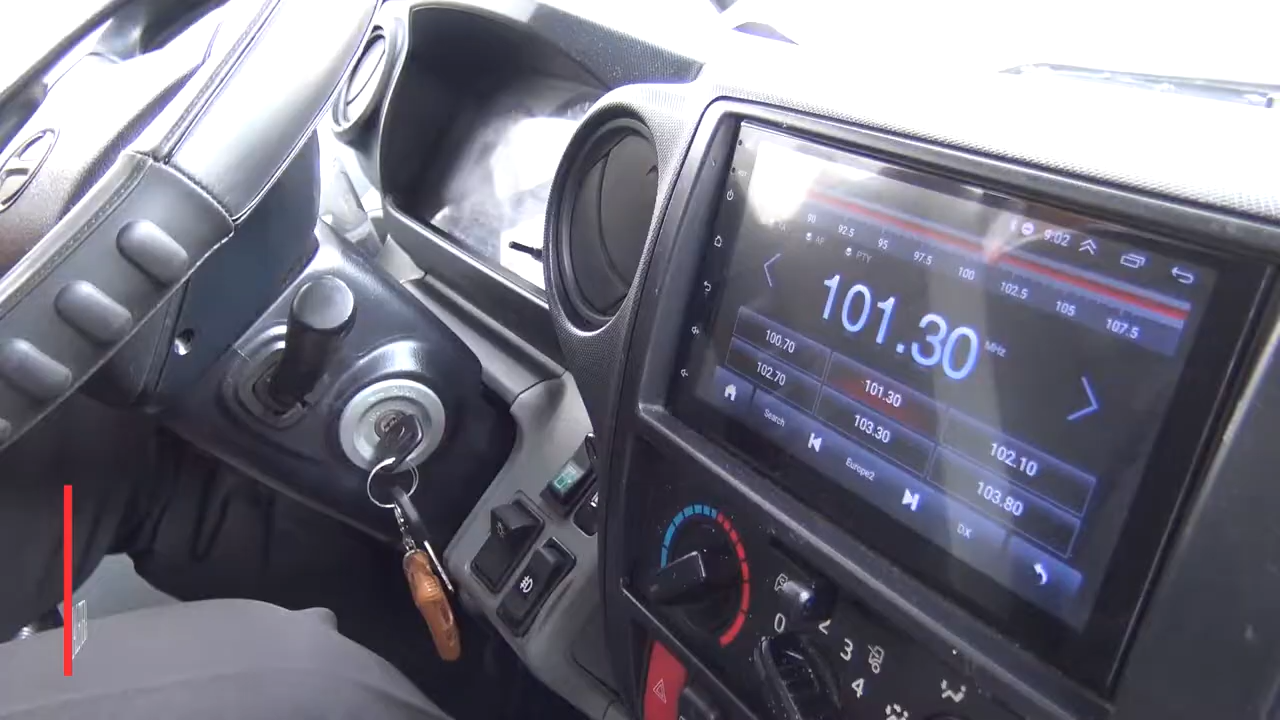 9:02
90 92.5 95 97.5 100 102.5 105 107.5
AF PTY
101.30 MHz
100.70 101.30 102.10
102.70 103.30 103.80
Search Europe2 DX
0 2 3 4